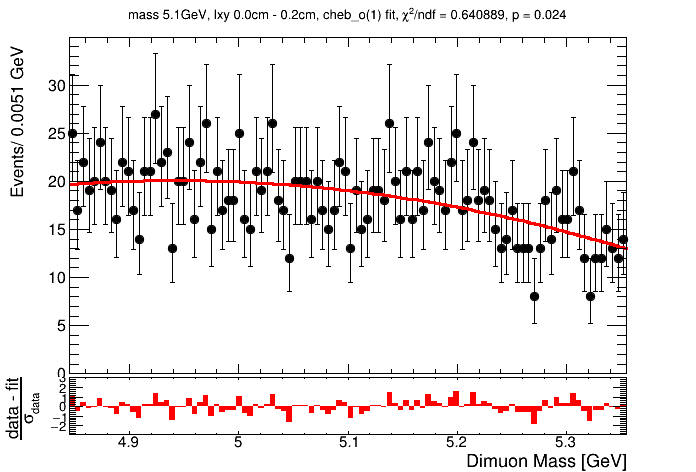 mass 5.1GeV, lxy 0.0cm - 0.2cm, cheb_o(1) fit, χ²/ndf = 0.640889, p = 0.024
Events/ 0.0051 GeV
30
25
20
15
10
5
0
data - fit
σdata
3
2
1
0
−1
−2
4.9 5 5.1 5.2 5.3
Dimuon Mass [GeV]